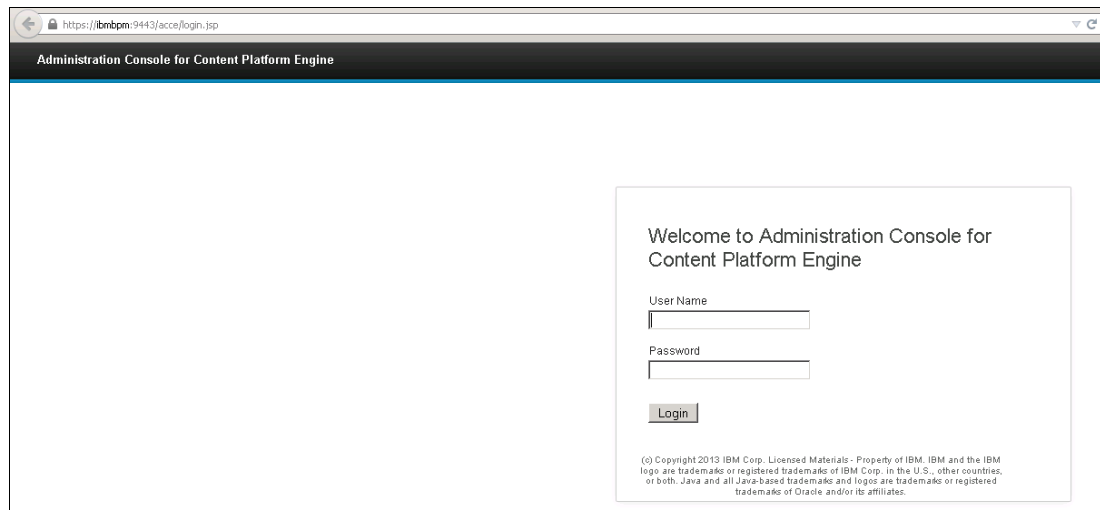 https://ibmbpm:9443/acce/login.jsp
Administration Console for Content Platform Engine
Welcome to Administration Console for
Content Platform Engine
User Name
Password
Login
(c) Copyright 2013 IBM Corp. Licensed Materials - Property of IBM. IBM and the IBM
logo are trademarks or registered trademarks of IBM Corp. in the U.S., other countries,
or both. Java and all Java-based trademarks and logos are trademarks or registered
trademarks of Oracle and/or its affiliates.